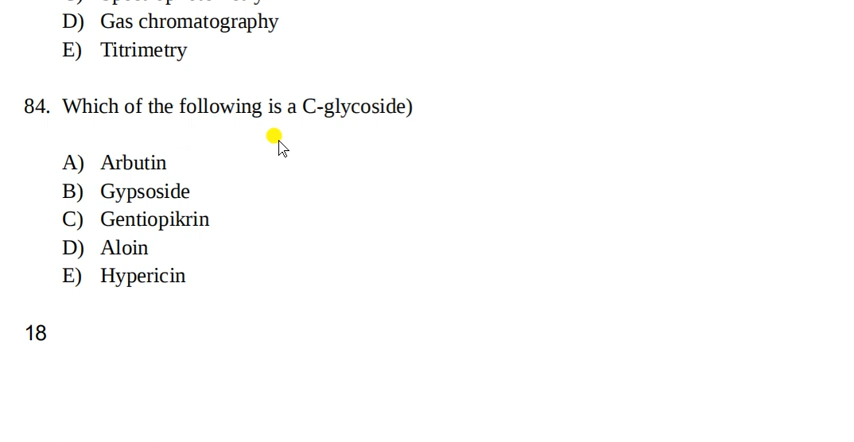 D) Gas chromatography
E) Titrimetry
84. Which of the following is a C-glycoside)
A) Arbutin
B) Gypsoside
C) Gentiopikrin
D) Aloin
E) Hypericin
18